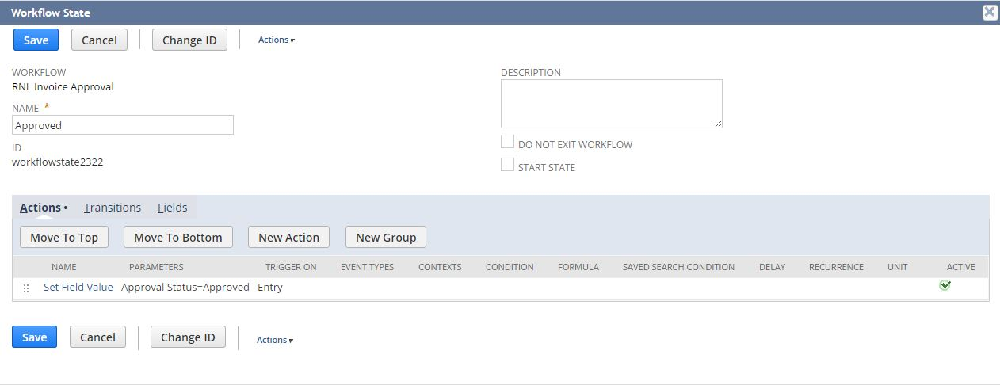 Workflow State
Save Cancel Change ID Actions
WORKFLOW
RNL Invoice Approval
NAME *
Approved
ID
workflowstate2322
DESCRIPTION
DO NOT EXIT WORKFLOW
START STATE
Actions • Transitions Fields
Move To Top Move To Bottom New Action New Group
NAME PARAMETERS TRIGGER ON EVENT TYPES CONTEXTS CONDITION FORMULA SAVED SEARCH CONDITION DELAY RECURRENCE UNIT ACTIVE
Set Field Value Approval Status=Approved Entry
Save Cancel Change ID Actions